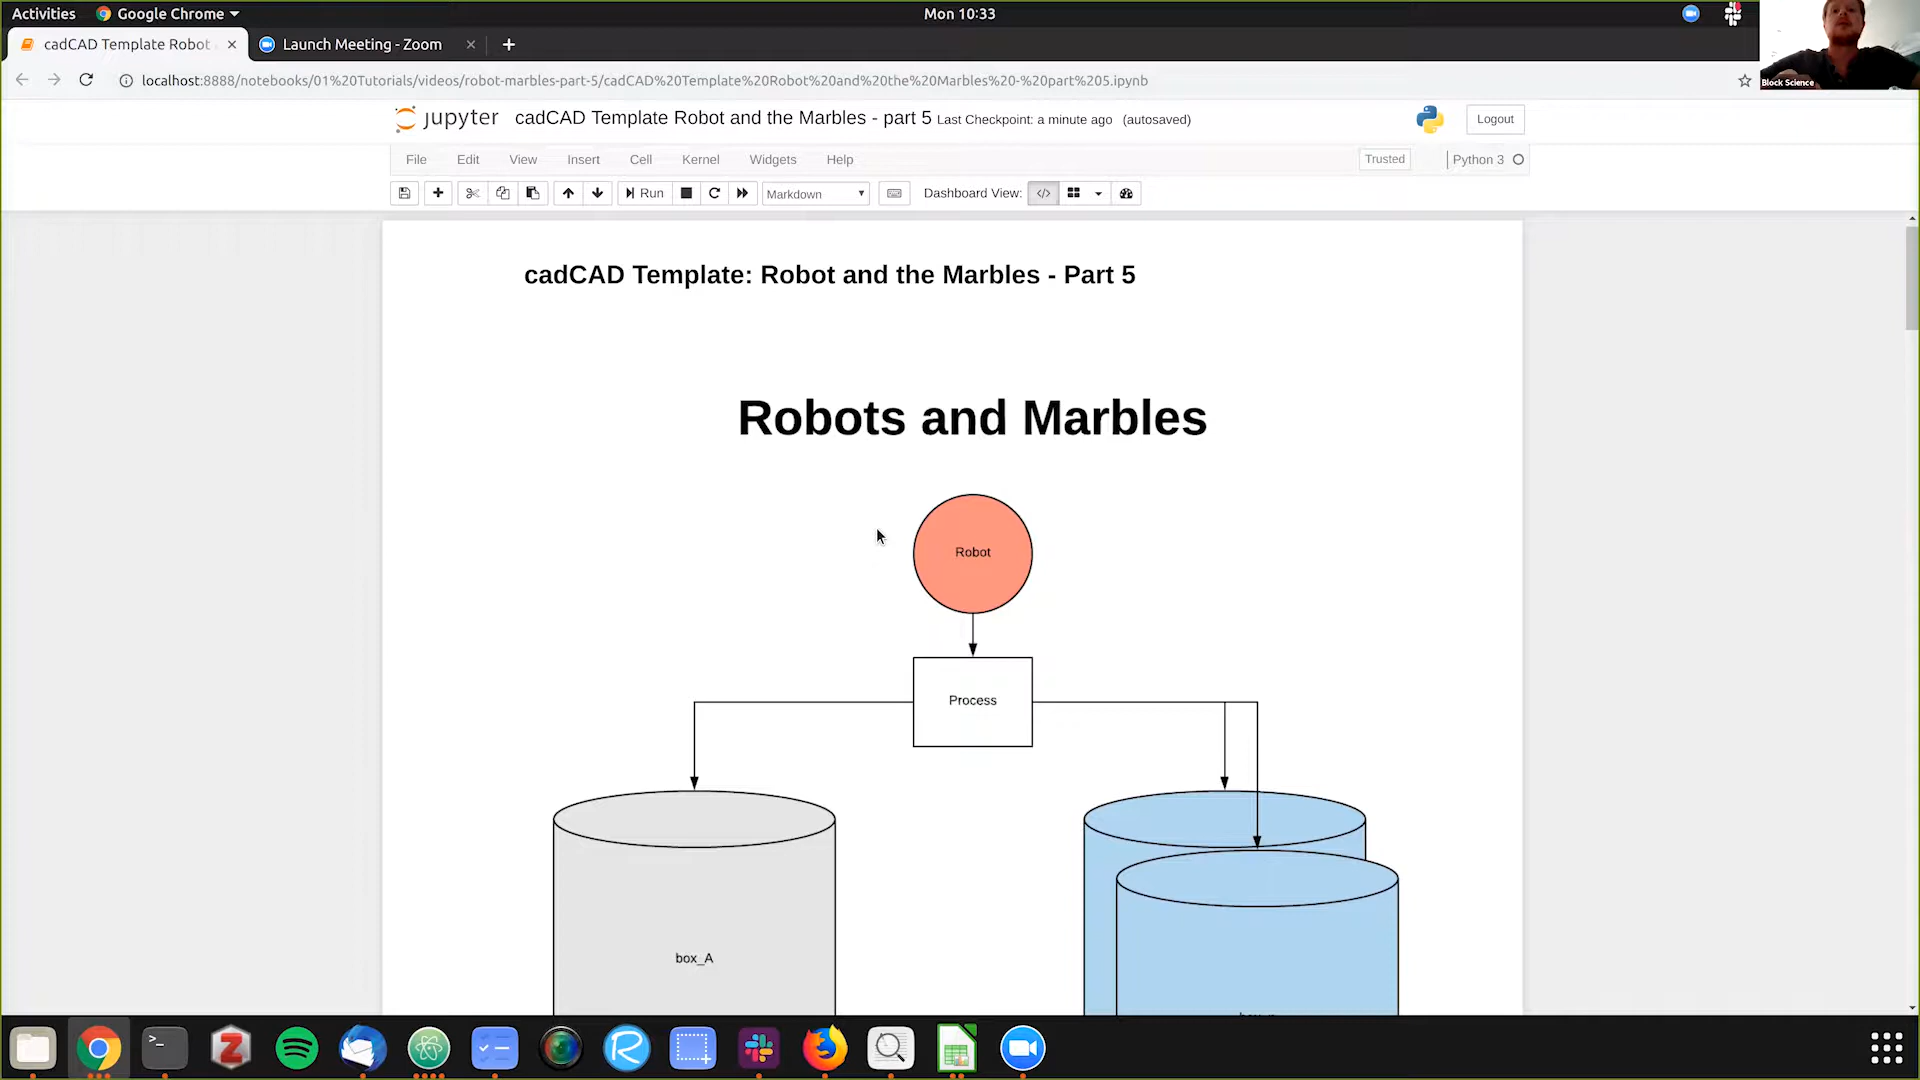 Activities
Google Chrome
Mon 10:33
cadCAD Template Robot
Launch Meeting - Zoom
localhost:8888/notebooks/01%20Tutorials/videos/robot-marbles-part-5/cadCAD%20Template%20Robot%20and%20the%20Marbles%20-%20part%205.ipynb
Block Science
jupyter cadCAD Template Robot and the Marbles - part 5 Last Checkpoint: a minute ago (autosaved)
Logout
File Edit View Insert Cell Kernel Widgets Help
Trusted
Python 3
Run
Markdown
Dashboard View:
cadCAD Template: Robot and the Marbles - Part 5
Robots and Marbles
Robot
Process
box_A